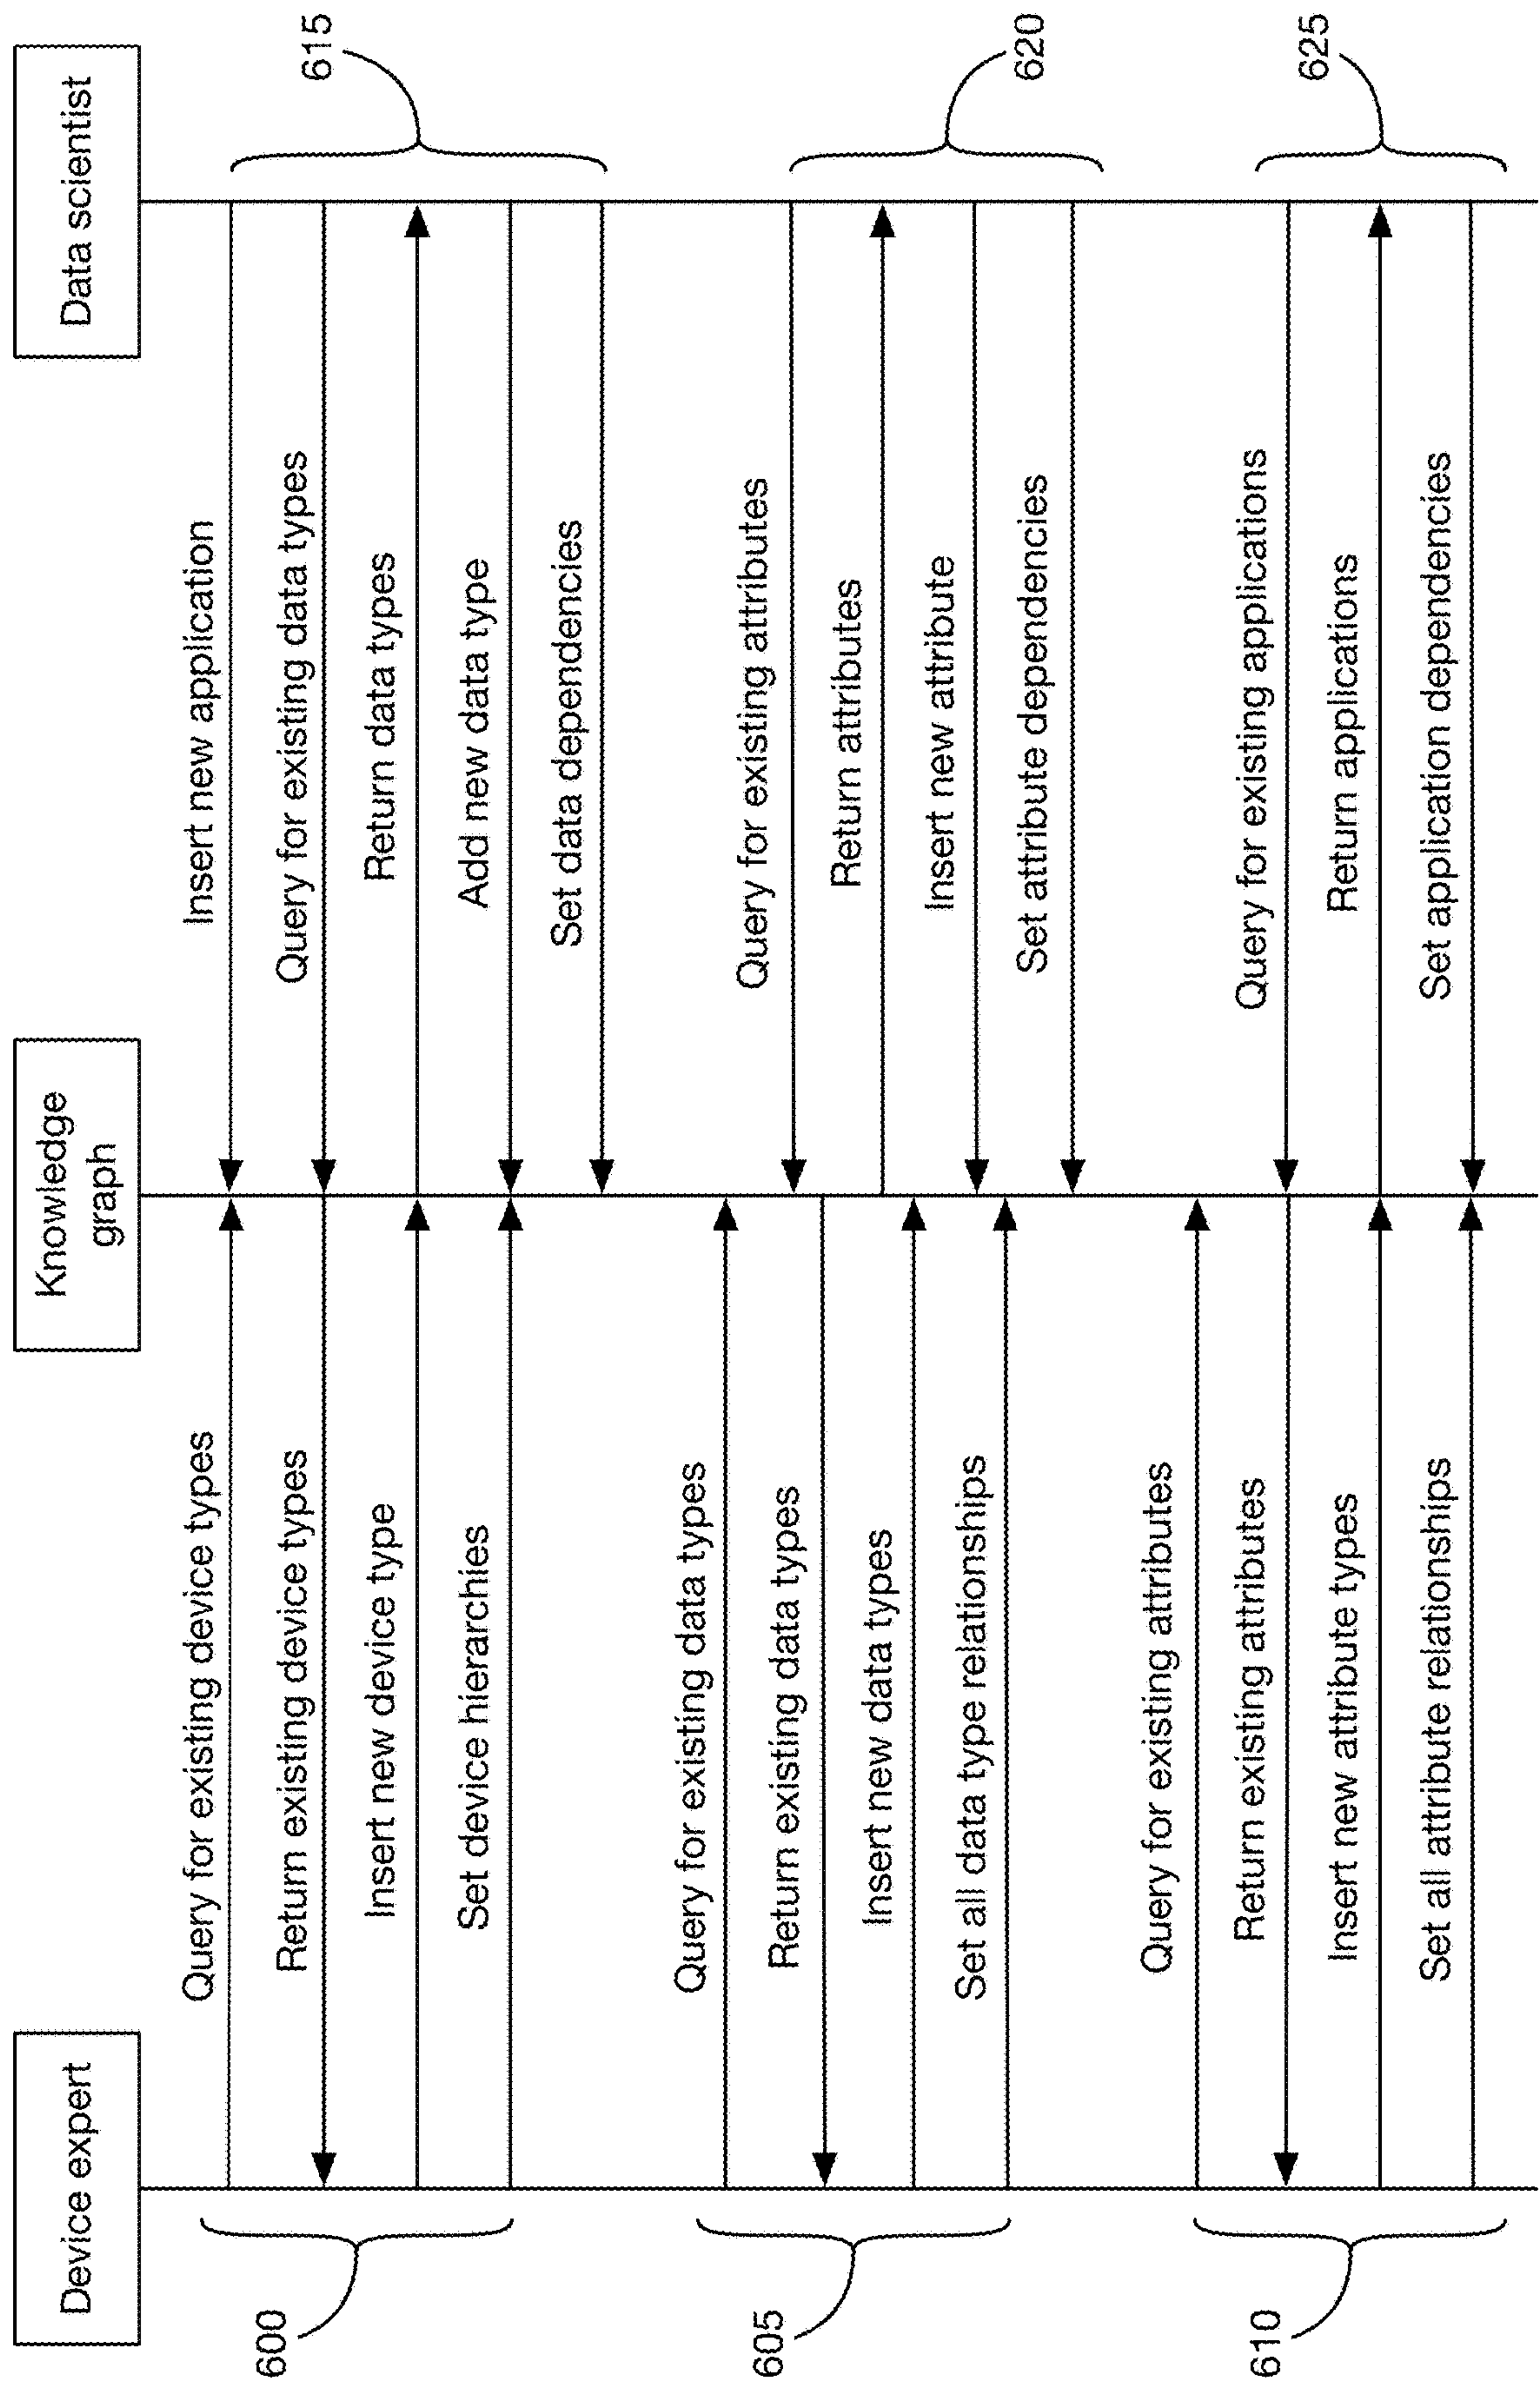 Device expert
Knowledge
graph
Data scientist
600
Query for existing device types
Return existing device types
Insert new device type
Set device hierarchies
605
Query for existing data types
Return existing data types
Insert new data types
Set all data type relationships
610
Query for existing attributes
Return existing attributes
Insert new attribute types
Set all attribute relationships
615
Insert new application
Query for existing data types
Return data types
Add new data type
Set data dependencies
620
Query for existing attributes
Return attributes
Insert new attribute
Set attribute dependencies
625
Query for existing applications
Return applications
Set application dependencies